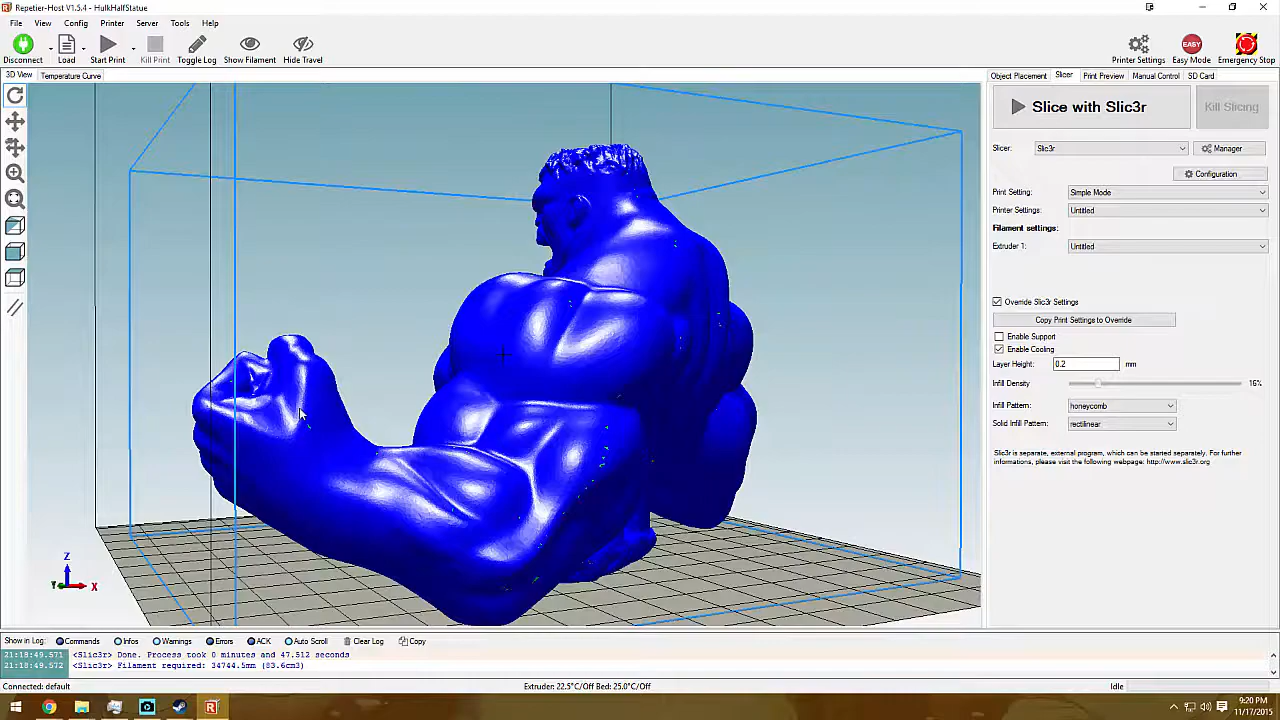 Repetier-Host V1.5.4 - HulkHalfStatue
File View Config Printer Server Tools Help
Disconnect Load Start Print Kill Print Toggle Log Show Filament Hide Travel Printer Settings Easy Mode Emergency Stop
EASY
3D View Temperature Curve
Object Placement Slicer Print Preview Manual Control SD Card
Slice with Slic3r
Kill Slicing
Slicer: Slic3r Manager
Configuration
Print Setting: Simple Mode
Printer Settings: Untitled
Filament settings:
Extruder 1: Untitled
Override Slic3r Settings
Copy Print Settings to Override
Enable Support
Enable Cooling
Layer Height: 0.2 mm
Infill Density 16%
Infill Pattern: honeycomb
Solid Infill Pattern: rectilinear
Slic3r is separate, external program, which can be started separately. For further
informations, please visit the following webpage: http://www.slic3r.org
Z
Y X
Show in Log: Commands Infos Warnings Errors ACK Auto Scroll Clear Log Copy
21:18:49.571 <Slic3r> Done. Process took 0 minutes and 47.512 seconds
21:18:49.572 <Slic3r> Filament required: 34744.5mm (83.6cm3)
Connected: default Extruder: 22.5°C/Off Bed: 25.0°C/Off Idle
9:20 PM
11/17/2015